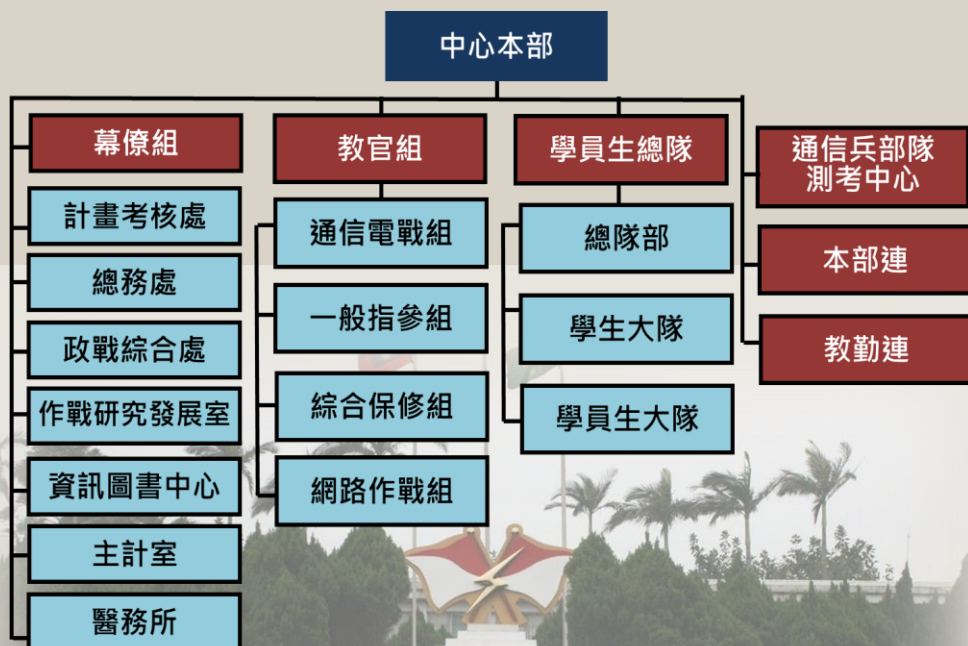 中心本部
幕僚組
計畫考核處
總務處
政戰綜合處
作戰研究發展室
資訊圖書中心
主計室
醫務所
教官組
通信電戰組
一般指參組
綜合保修組
網路作戰組
學員生總隊
總隊部
學生大隊
學員生大隊
通信兵部隊
測考中心
本部連
教勤連